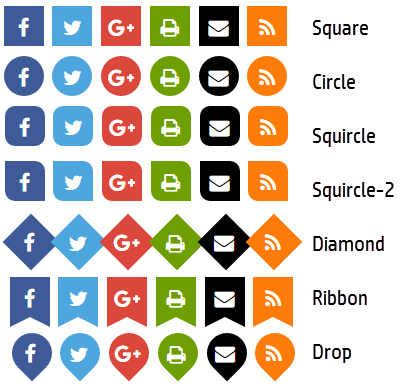 Square
Circle
Squircle
Squircle-2
Diamond
Ribbon
Drop